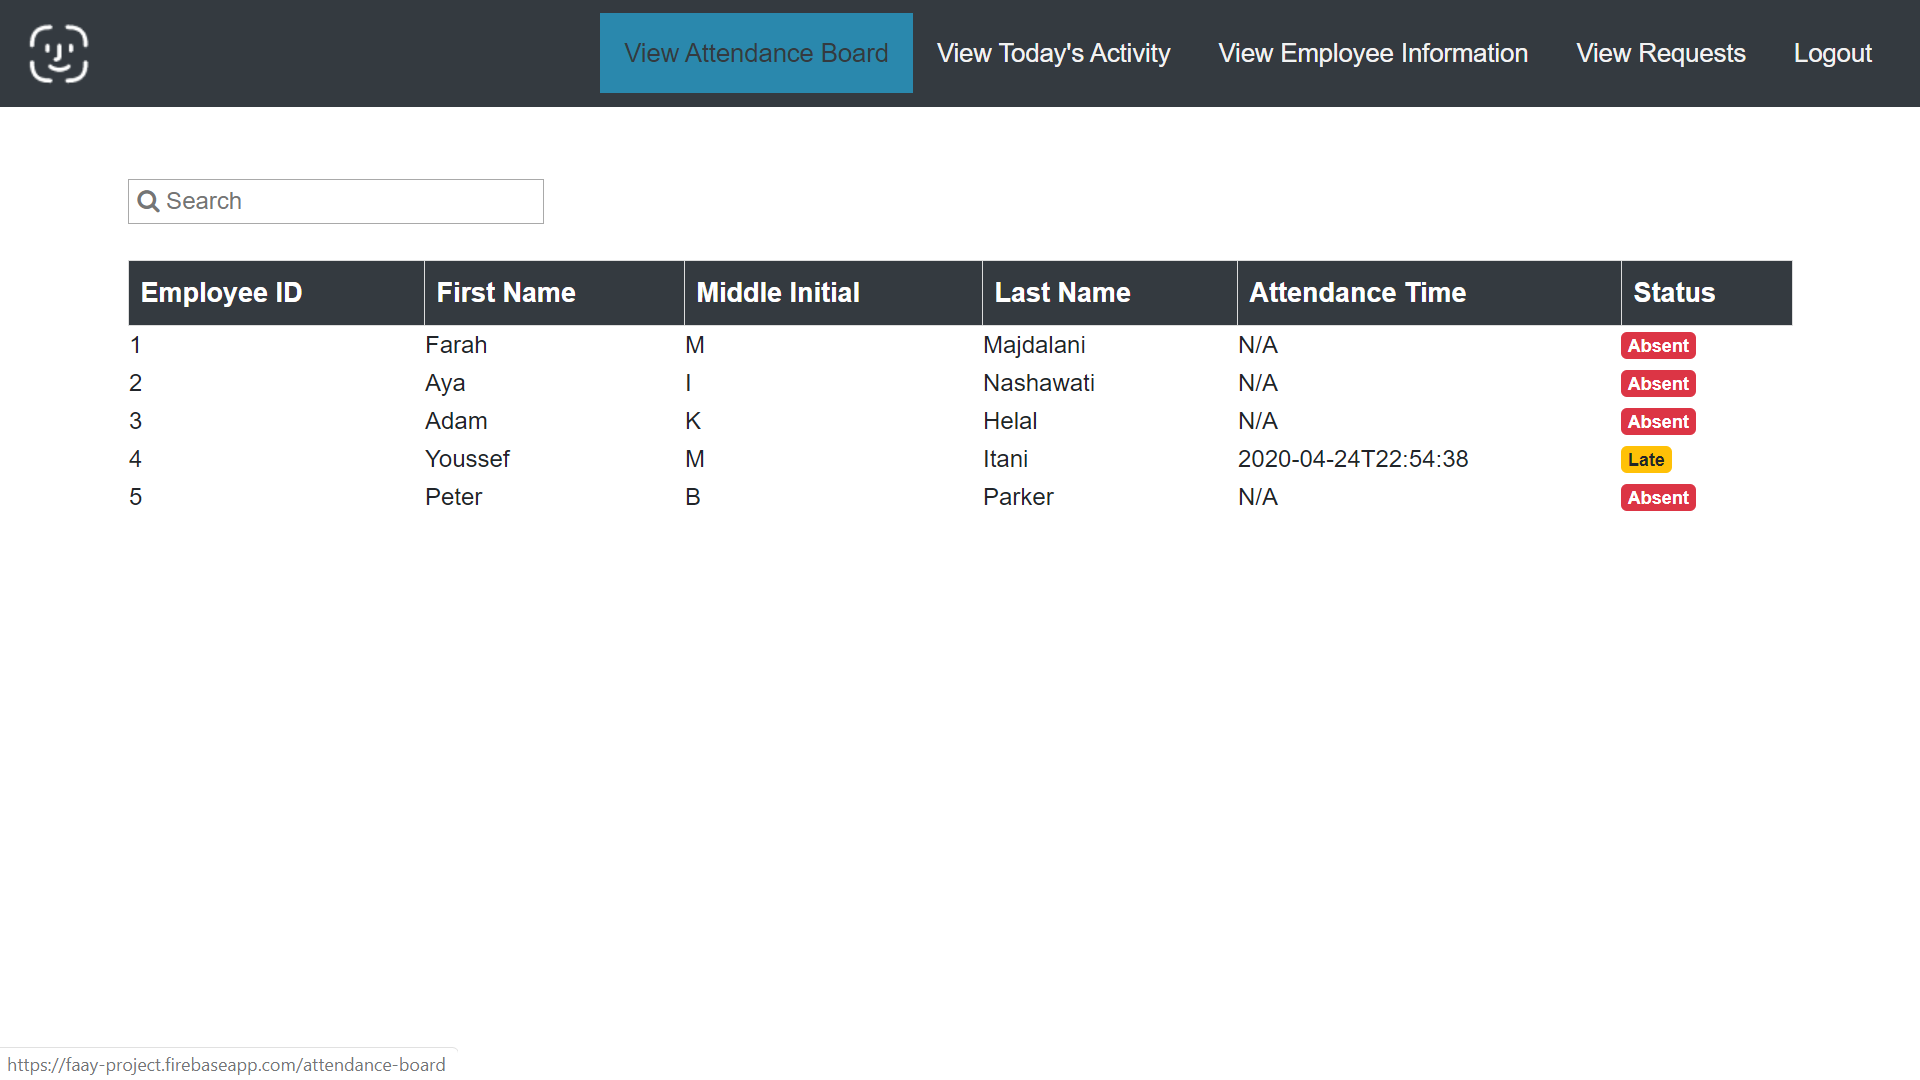 View Attendance Board View Today's Activity View Employee Information View Requests Logout
Search
Employee ID First Name Middle Initial Last Name Attendance Time Status
1 Farah M Majdalani N/A Absent
2 Aya I Nashawati N/A Absent
3 Adam K Helal N/A Absent
4 Youssef M Itani 2020-04-24T22:54:38 Late
5 Peter B Parker N/A Absent
https://faay-project.firebaseapp.com/attendance-board